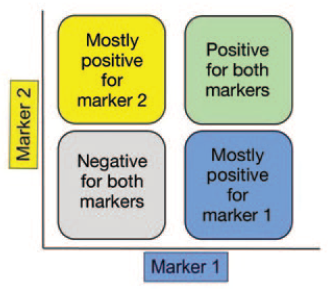 Mostly
positive
for
marker 2
Positive
for both
markers
Marker 2
Negative
for both
markers
Mostly
positive
for
marker 1
Marker 1